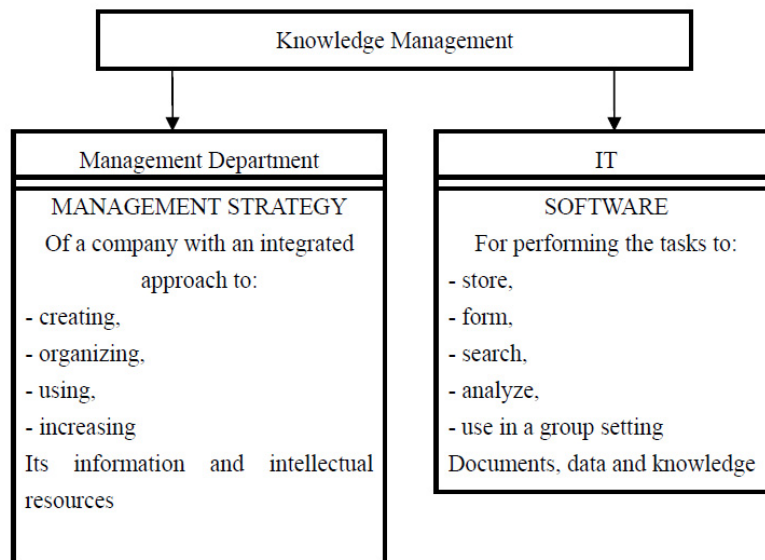 Knowledge Management
Management Department
MANAGEMENT STRATEGY
Of a company with an integrated
approach to:
- creating,
- organizing,
- using,
- increasing
Its information and intellectual
resources
IT
SOFTWARE
For performing the tasks to:
- store,
- form,
- search,
- analyze,
- use in a group setting
Documents, data and knowledge